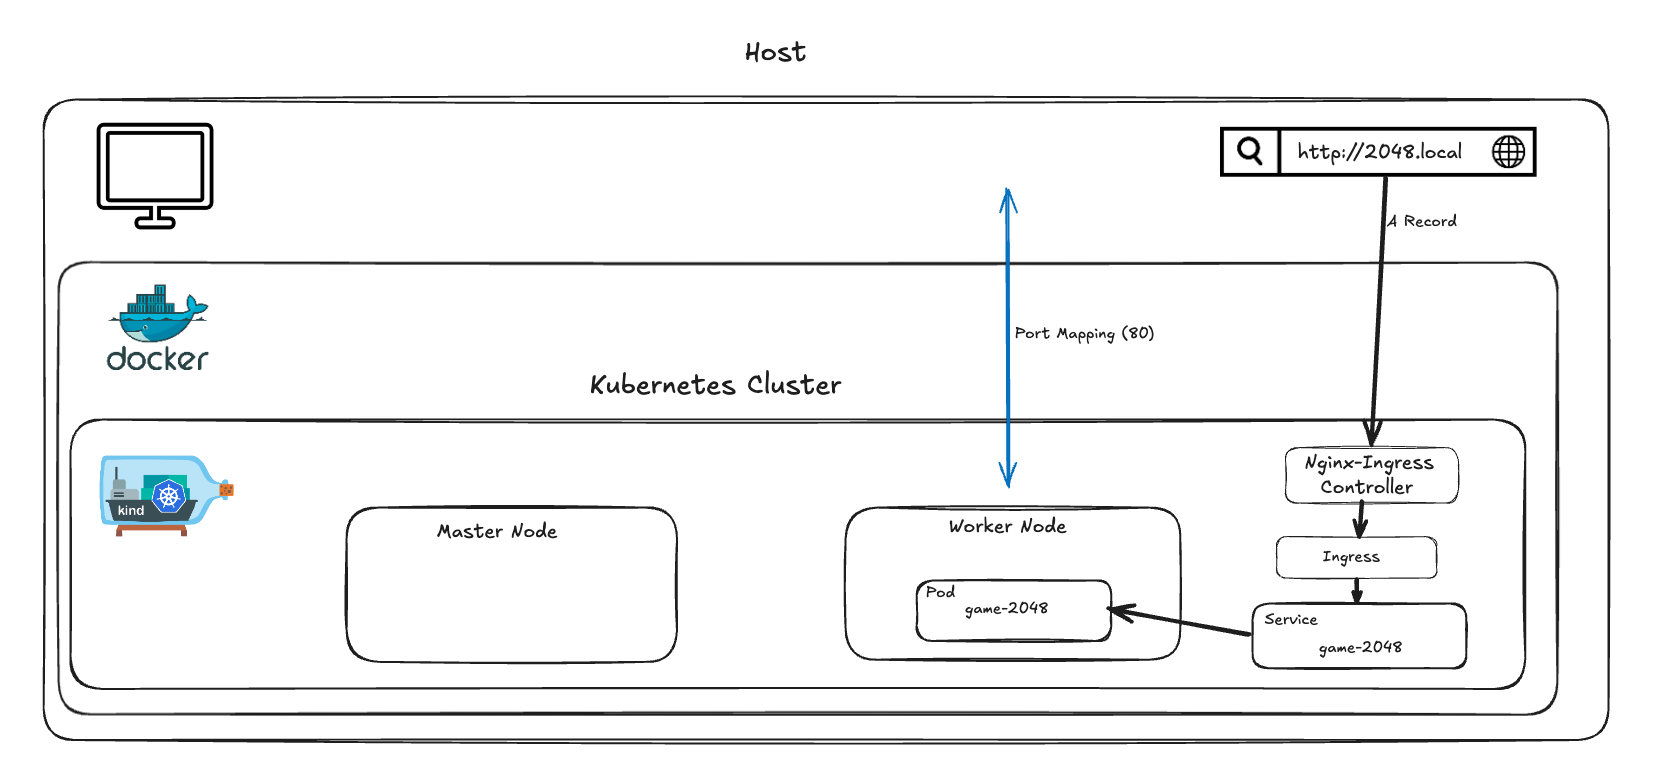 Host
http://2048.local
A Record
docker
Port Mapping (80)
Kubernetes Cluster
kind
Master Node
Worker Node
Pod
game-2048
Nginx-Ingress
Controller
Ingress
Service
game-2048